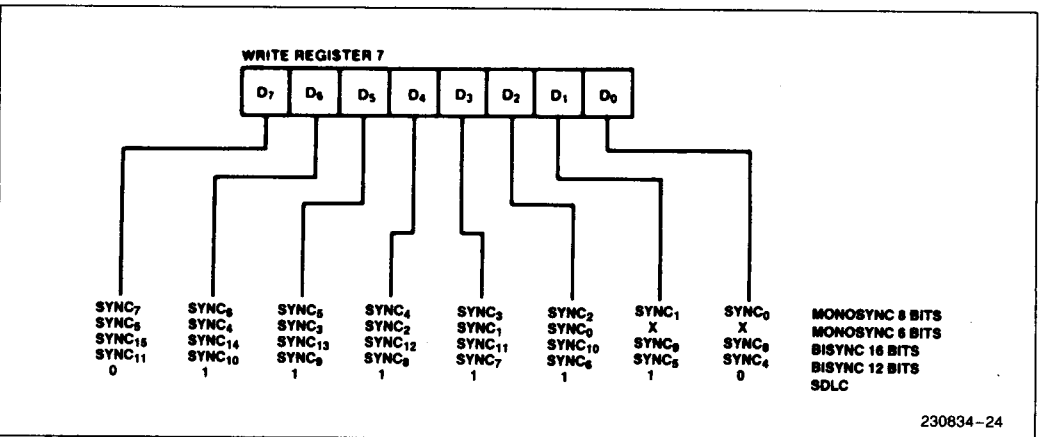 WRITE REGISTER 7
D₇ D₆ D₅ D₄ D₃ D₂ D₁ D₀
SYNC₇ SYNC₆ SYNC₅ SYNC₄ SYNC₃ SYNC₂ SYNC₁ SYNC₀ MONOSYNC 8 BITS
SYNC₅ SYNC₄ SYNC₃ SYNC₂ SYNC₁ SYNC₀ X X MONOSYNC 6 BITS
SYNC₁₅ SYNC₁₄ SYNC₁₃ SYNC₁₂ SYNC₁₁ SYNC₁₀ SYNC₉ SYNC₈ BISYNC 16 BITS
SYNC₁₁ SYNC₁₀ SYNC₉ SYNC₈ SYNC₇ SYNC₆ SYNC₅ SYNC₄ BISYNC 12 BITS
0 1 1 1 1 1 1 0 SDLC
230834–24